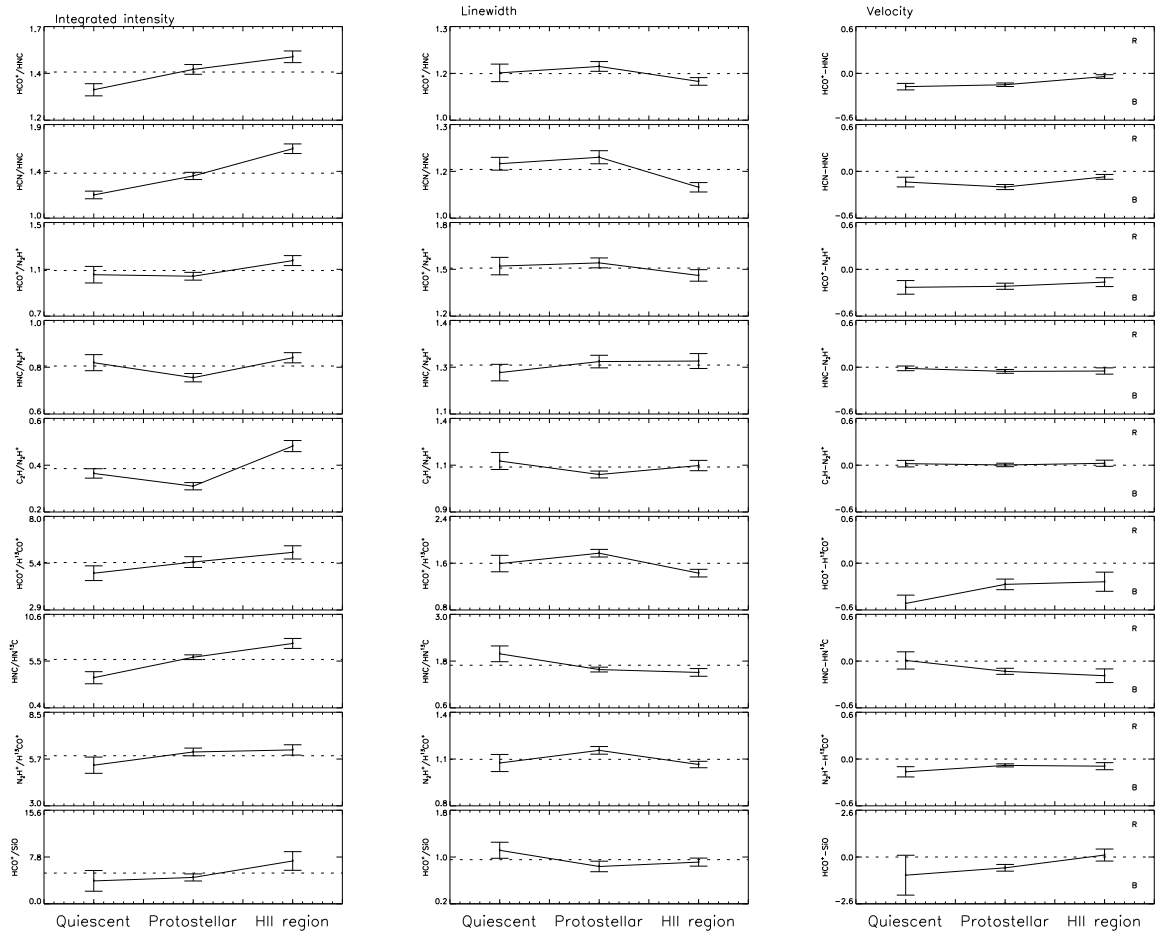 Integrated intensity
Linewidth
Velocity
1.7
1.4
1.2
HCO⁺/HNC
1.3
1.2
1.0
HCO⁺/HNC
0.6
0.0
−0.6
HCO⁺−HNC
R
B
1.9
1.4
1.0
HCN/HNC
1.3
1.2
1.0
HCN/HNC
0.6
0.0
−0.6
HCN−HNC
R
B
1.5
1.1
0.7
HCO⁺/N₂H⁺
1.8
1.5
1.2
HCO⁺/N₂H⁺
0.6
0.0
−0.6
HCO⁺−N₂H⁺
R
B
1.0
0.8
0.6
HNC/N₂H⁺
1.4
1.3
1.1
HNC/N₂H⁺
0.6
0.0
−0.6
HNC−N₂H⁺
R
B
0.6
0.4
0.2
C₂H/N₂H⁺
1.4
1.1
0.9
C₂H/N₂H⁺
0.6
0.0
−0.6
C₂H−N₂H⁺
R
B
8.0
5.4
2.9
HCO⁺/H¹³CO⁺
2.4
1.6
0.8
HCO⁺/H¹³CO⁺
0.6
0.0
−0.6
HCO⁺−H¹³CO⁺
R
B
10.6
5.5
0.4
HNC/HN¹³C
3.0
1.8
0.6
HNC/HN¹³C
0.6
0.0
−0.6
HNC−HN¹³C
R
B
8.5
5.7
3.0
N₂H⁺/H¹³CO⁺
1.4
1.1
0.8
N₂H⁺/H¹³CO⁺
0.6
0.0
−0.6
N₂H⁺−H¹³CO⁺
R
B
15.6
7.8
0.0
HCO⁺/SiO
1.8
1.0
0.2
HCO⁺/SiO
2.6
0.0
−2.6
HCO⁺−SiO
R
B
Quiescent Protostellar HII region
Quiescent Protostellar HII region
Quiescent Protostellar HII region